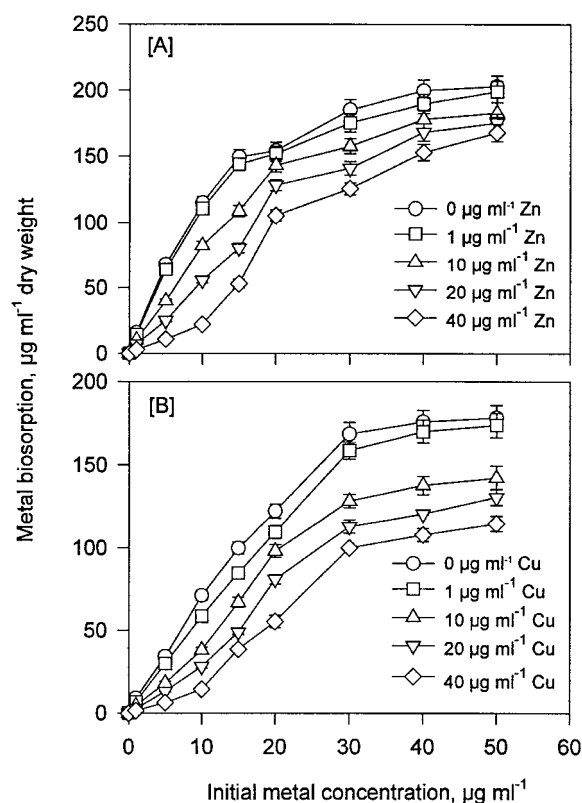 Metal biosorption, µg ml⁻¹ dry weight
250
[A]
200
150
100
50
0
0 µg ml⁻¹ Zn
1 µg ml⁻¹ Zn
10 µg ml⁻¹ Zn
20 µg ml⁻¹ Zn
40 µg ml⁻¹ Zn
200
[B]
150
100
50
0
0 µg ml⁻¹ Cu
1 µg ml⁻¹ Cu
10 µg ml⁻¹ Cu
20 µg ml⁻¹ Cu
40 µg ml⁻¹ Cu
0 10 20 30 40 50 60
Initial metal concentration, µg ml⁻¹